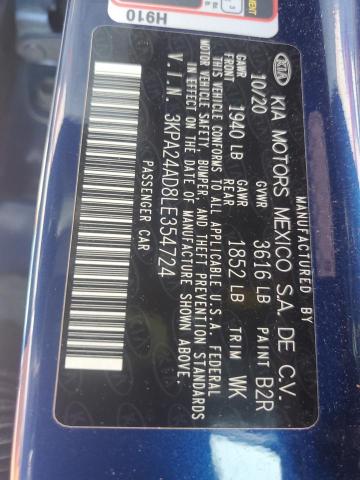 MANUFACTURED BY
KIA KIA MOTORS MEXICO S.A. DE C.V.
10/20 GVWR 3616 LB PAINT B2R
GAWR FRONT 1940 LB GAWR REAR 1852 LB TRIM WK
THIS VEHICLE CONFORMS TO ALL APPLICABLE U.S.A. FEDERAL
MOTOR VEHICLE SAFETY, BUMPER, AND THEFT PREVENTION STANDARDS
IN EFFECT ON THE DATE OF MANUFACTURE SHOWN ABOVE.
V.I.N. 3KPA24AD8LE354724
PASSENGER CAR
H910